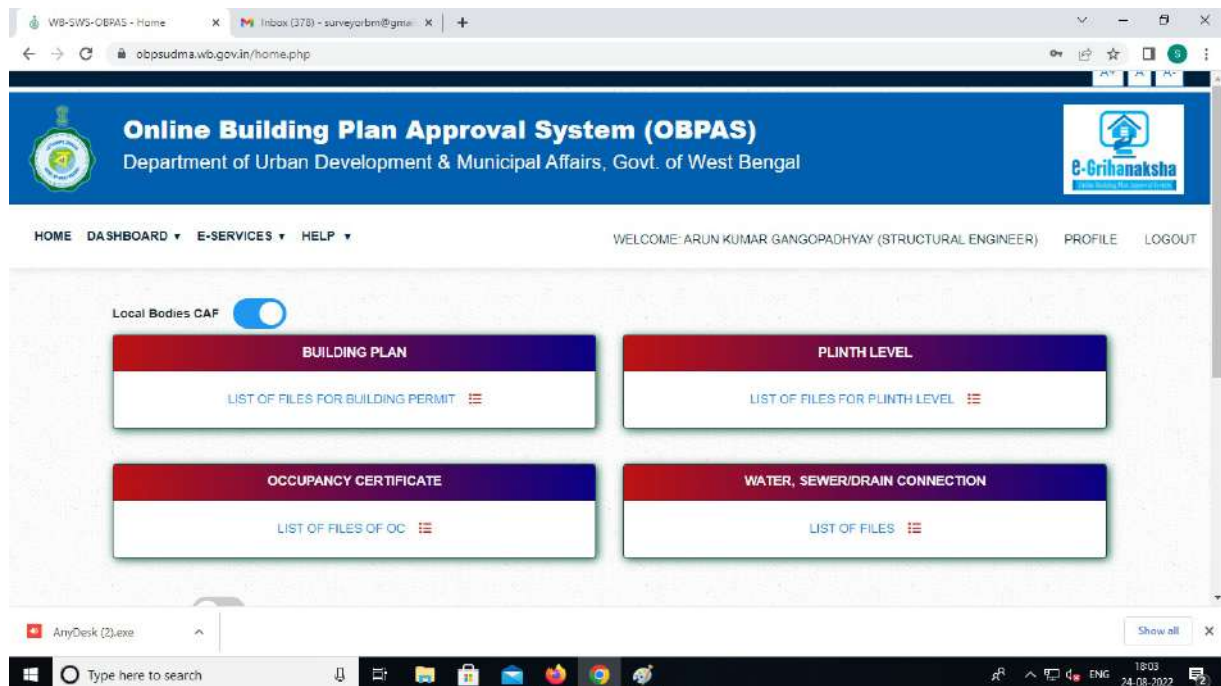 WB-SWS-OBPAS - Home
Inbox (378) - surveyorbm@gmai
obpsudma.wb.gov.in/home.php
A+ A A-
Online Building Plan Approval System (OBPAS)
Department of Urban Development & Municipal Affairs, Govt. of West Bengal
e-Grihanaksha
HOME DASHBOARD ▾ E-SERVICES ▾ HELP ▾ WELCOME: ARUN KUMAR GANGOPADHYAY (STRUCTURAL ENGINEER) PROFILE LOGOUT
Local Bodies CAF
BUILDING PLAN
LIST OF FILES FOR BUILDING PERMIT
PLINTH LEVEL
LIST OF FILES FOR PLINTH LEVEL
OCCUPANCY CERTIFICATE
LIST OF FILES OF OC
WATER, SEWER/DRAIN CONNECTION
LIST OF FILES
AnyDesk (2).exe
Show all
Type here to search
ENG
18:03
24-08-2022